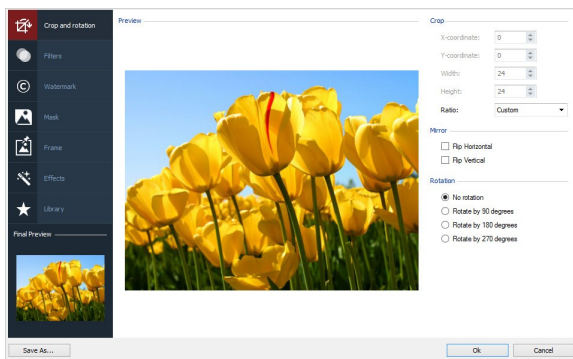 Crop and rotation
Filters
Watermark
Mask
Frame
Effects
Library
Final Preview
Save As...
Preview
Crop
X-coordinate: 0
Y-coordinate: 0
Width: 24
Height: 24
Ratio: Custom
Mirror
Flip Horizontal
Flip Vertical
Rotation
No rotation
Rotate by 90 degrees
Rotate by 180 degrees
Rotate by 270 degrees
Ok Cancel